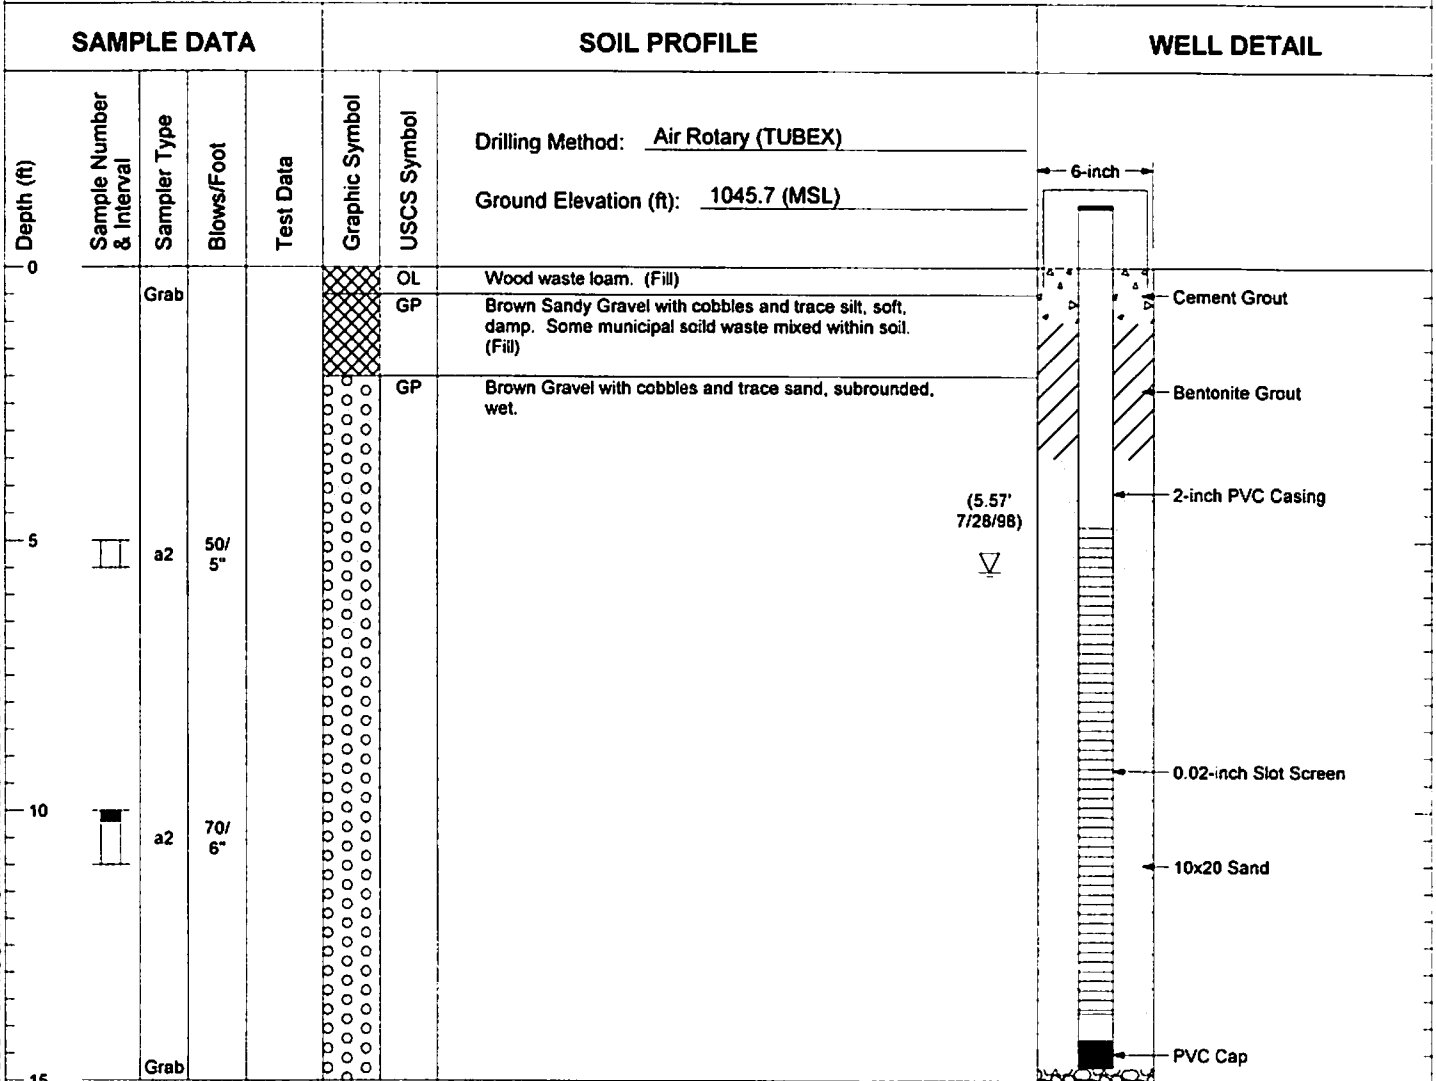 SAMPLE DATA
SOIL PROFILE
WELL DETAIL
Depth (ft)
Sample Number
& Interval
Sampler Type
Blows/Foot
Test Data
Graphic Symbol
USCS Symbol
Drilling Method: Air Rotary (TUBEX)
Ground Elevation (ft): 1045.7 (MSL)
6-inch
0
OL
Wood waste loam. (Fill)
Grab
GP
Brown Sandy Gravel with cobbles and trace silt, soft,
damp. Some municipal soild waste mixed within soil.
(Fill)
Cement Grout
GP
Brown Gravel with cobbles and trace sand, subrounded,
wet.
Bentonite Grout
2-inch PVC Casing
(5.57'
7/28/98)
5
a2
50/
5"
0.02-inch Slot Screen
10
a2
70/
6"
10x20 Sand
PVC Cap
Grab
15